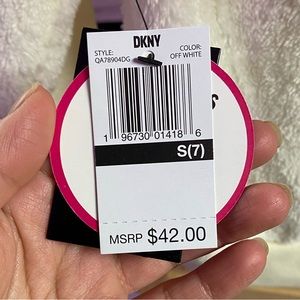 DKNY
STYLE: COLOR:
QA78904DG OFF WHITE
1 96730 01418 6
S(7)
MSRP $42.00